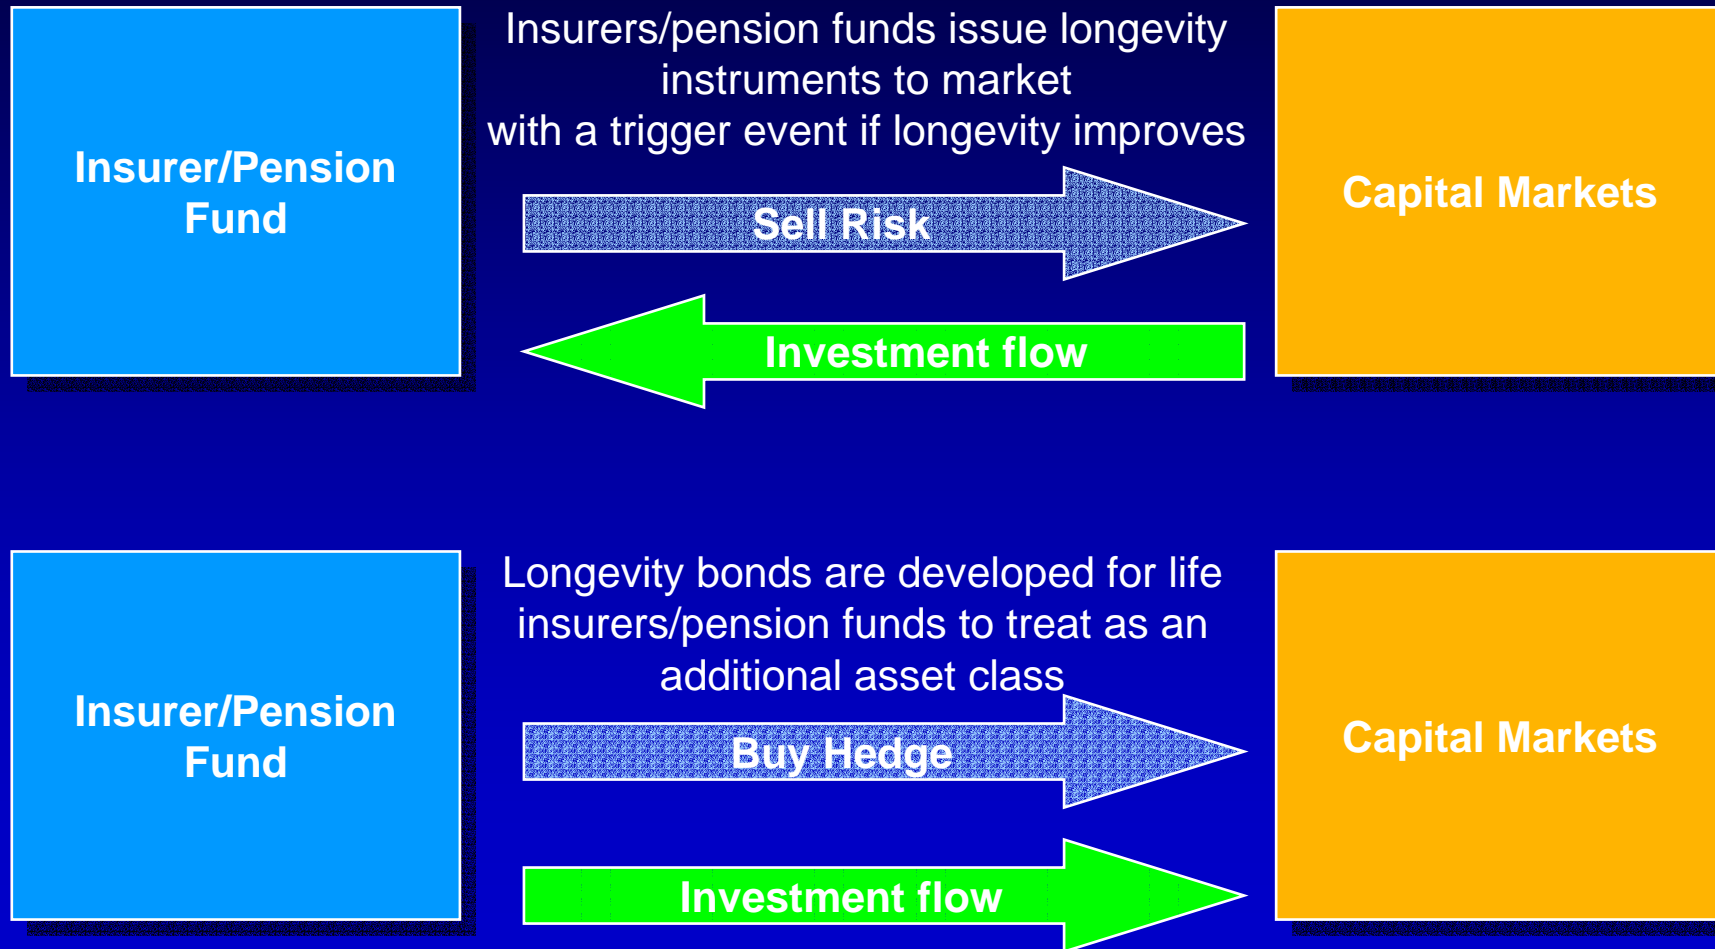 Insurers/pension funds issue longevity
instruments to market
with a trigger event if longevity improves
Insurer/Pension
Fund
Capital Markets
Sell Risk
Investment flow
Longevity bonds are developed for life
insurers/pension funds to treat as an
additional asset class
Insurer/Pension
Fund
Capital Markets
Buy Hedge
Investment flow